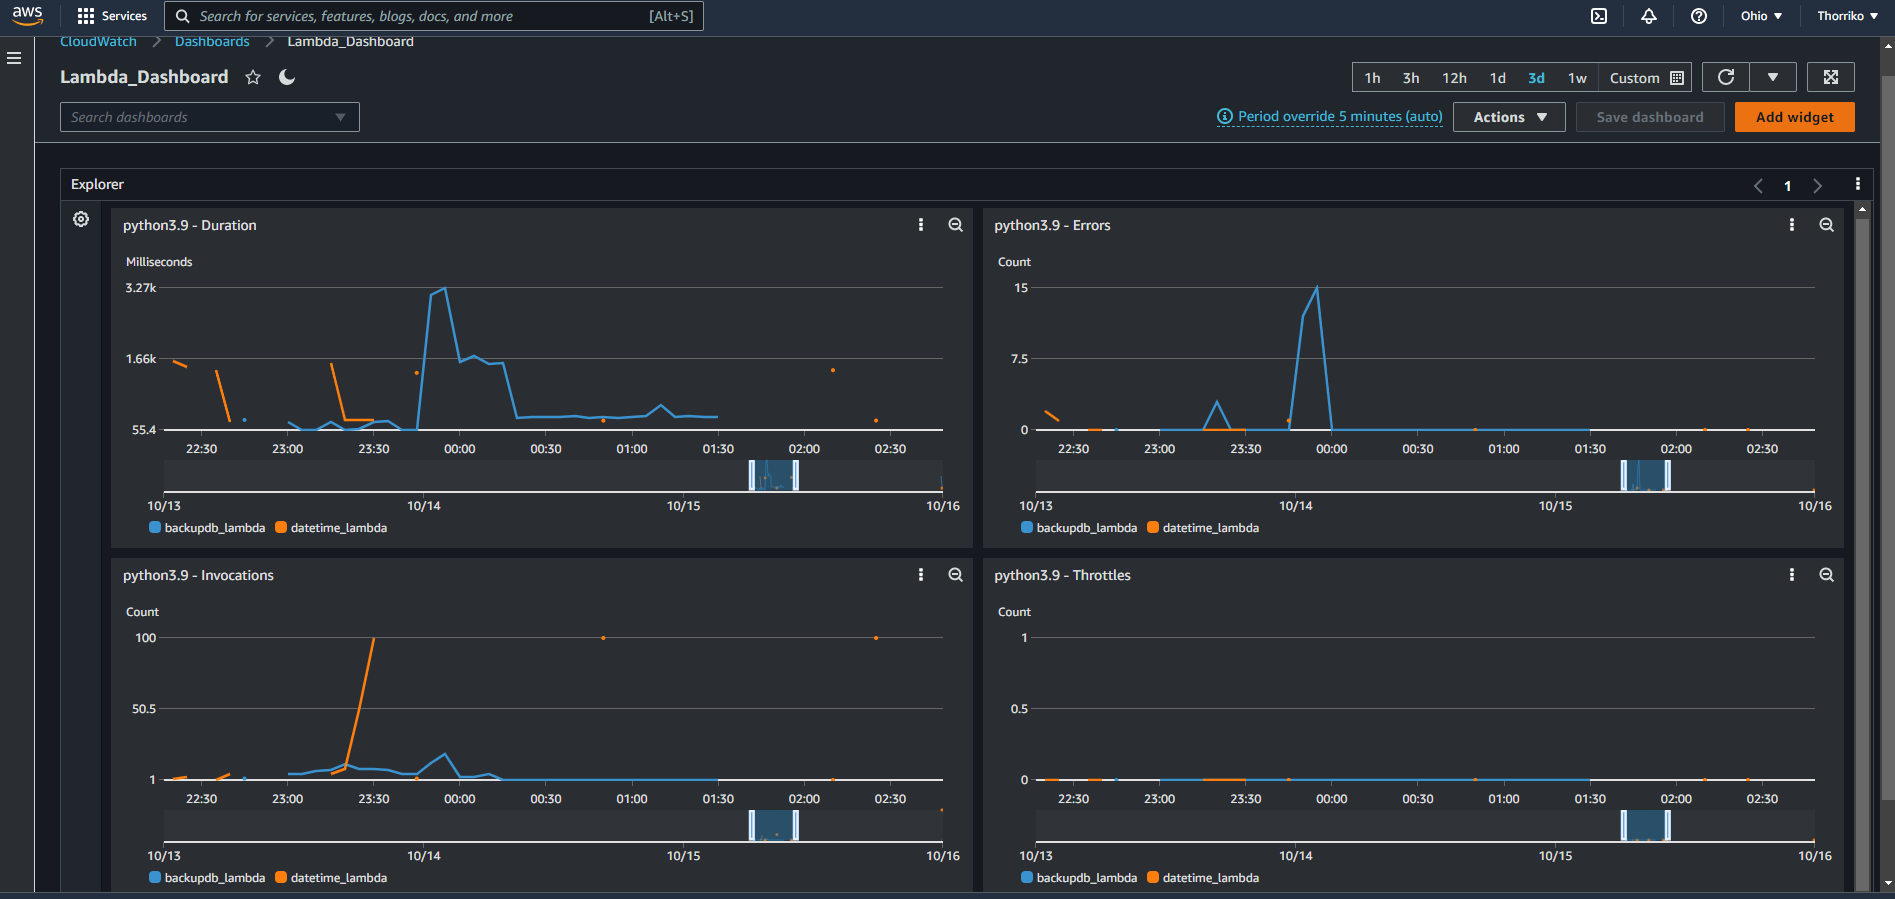 aws Services Search for services, features, blogs, docs, and more [Alt+S] Ohio Thorriko
CloudWatch Dashboards Lambda_Dashboard
Lambda_Dashboard 1h 3h 12h 1d 3d 1w Custom
Search dashboards Period override 5 minutes (auto) Actions Save dashboard Add widget
Explorer 1
python3.9 - Duration
Milliseconds
3.27k
1.66k
55.4
22:30 23:00 23:30 00:00 00:30 01:00 01:30 02:00 02:30
10/13 10/14 10/15 10/16
backupdb_lambda datetime_lambda
python3.9 - Errors
Count
15
7.5
0
22:30 23:00 23:30 00:00 00:30 01:00 01:30 02:00 02:30
10/13 10/14 10/15 10/16
backupdb_lambda datetime_lambda
python3.9 - Invocations
Count
100
50.5
1
22:30 23:00 23:30 00:00 00:30 01:00 01:30 02:00 02:30
10/13 10/14 10/15 10/16
backupdb_lambda datetime_lambda
python3.9 - Throttles
Count
1
0.5
0
22:30 23:00 23:30 00:00 00:30 01:00 01:30 02:00 02:30
10/13 10/14 10/15 10/16
backupdb_lambda datetime_lambda